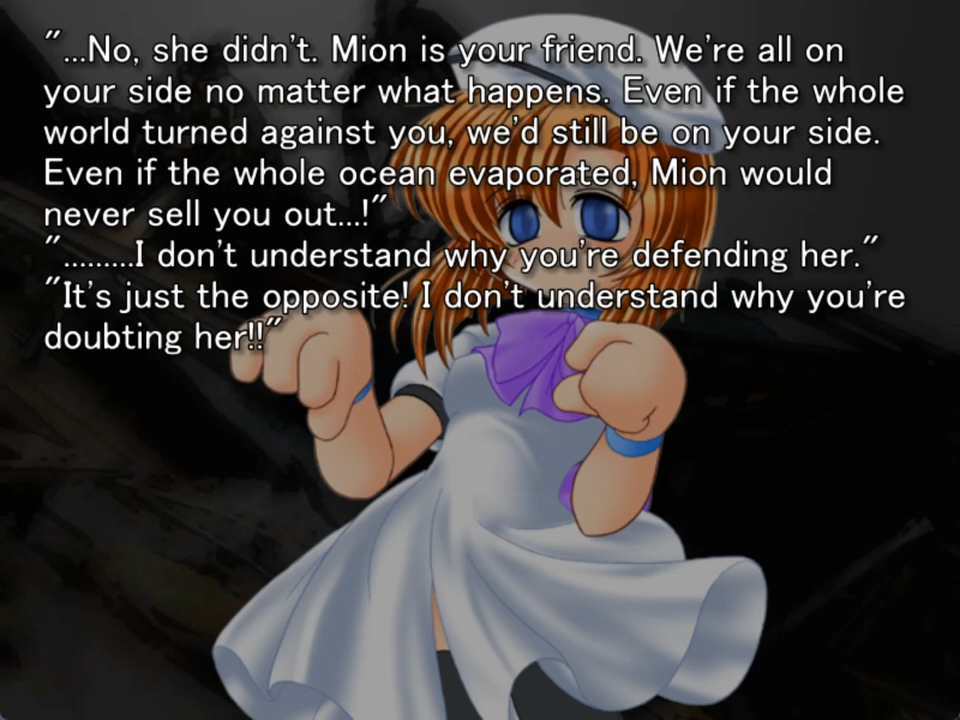 "...No, she didn't. Mion is your friend. We're all on
your side no matter what happens. Even if the whole
world turned against you, we'd still be on your side.
Even if the whole ocean evaporated, Mion would
never sell you out...!"
".........I don't understand why you're defending her."
"It's just the opposite! I don't understand why you're
doubting her!!"